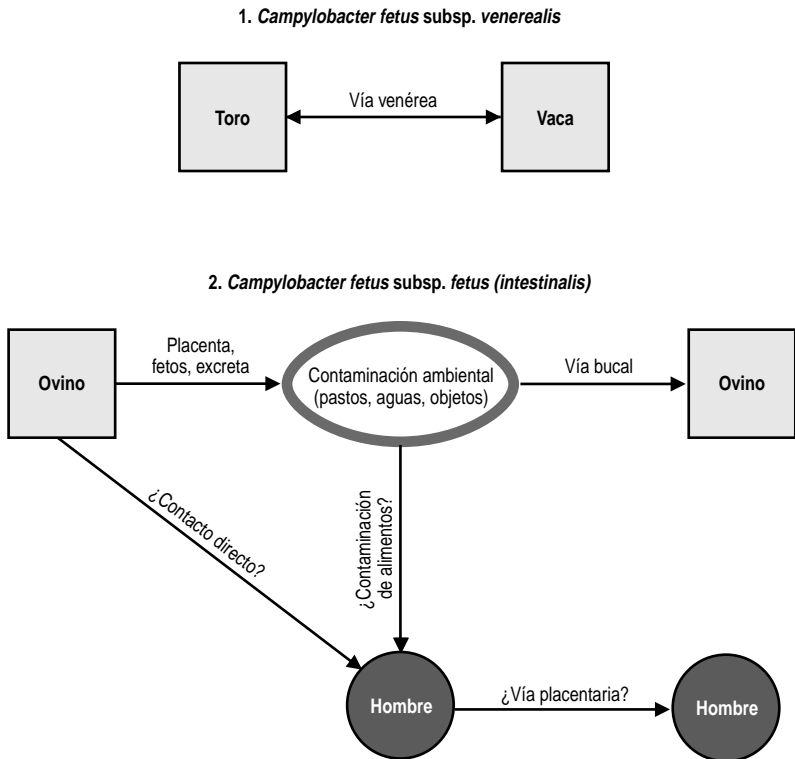 1. Campylobacter fetus subsp. venerealis
Toro
Vía venérea
Vaca
2. Campylobacter fetus subsp. fetus (intestinalis)
Ovino
Placenta,
fetos, excreta
Contaminación ambiental
(pastos, aguas, objetos)
Vía bucal
Ovino
¿Contacto directo?
¿Contaminación
de alimentos?
Hombre
¿Vía placentaria?
Hombre